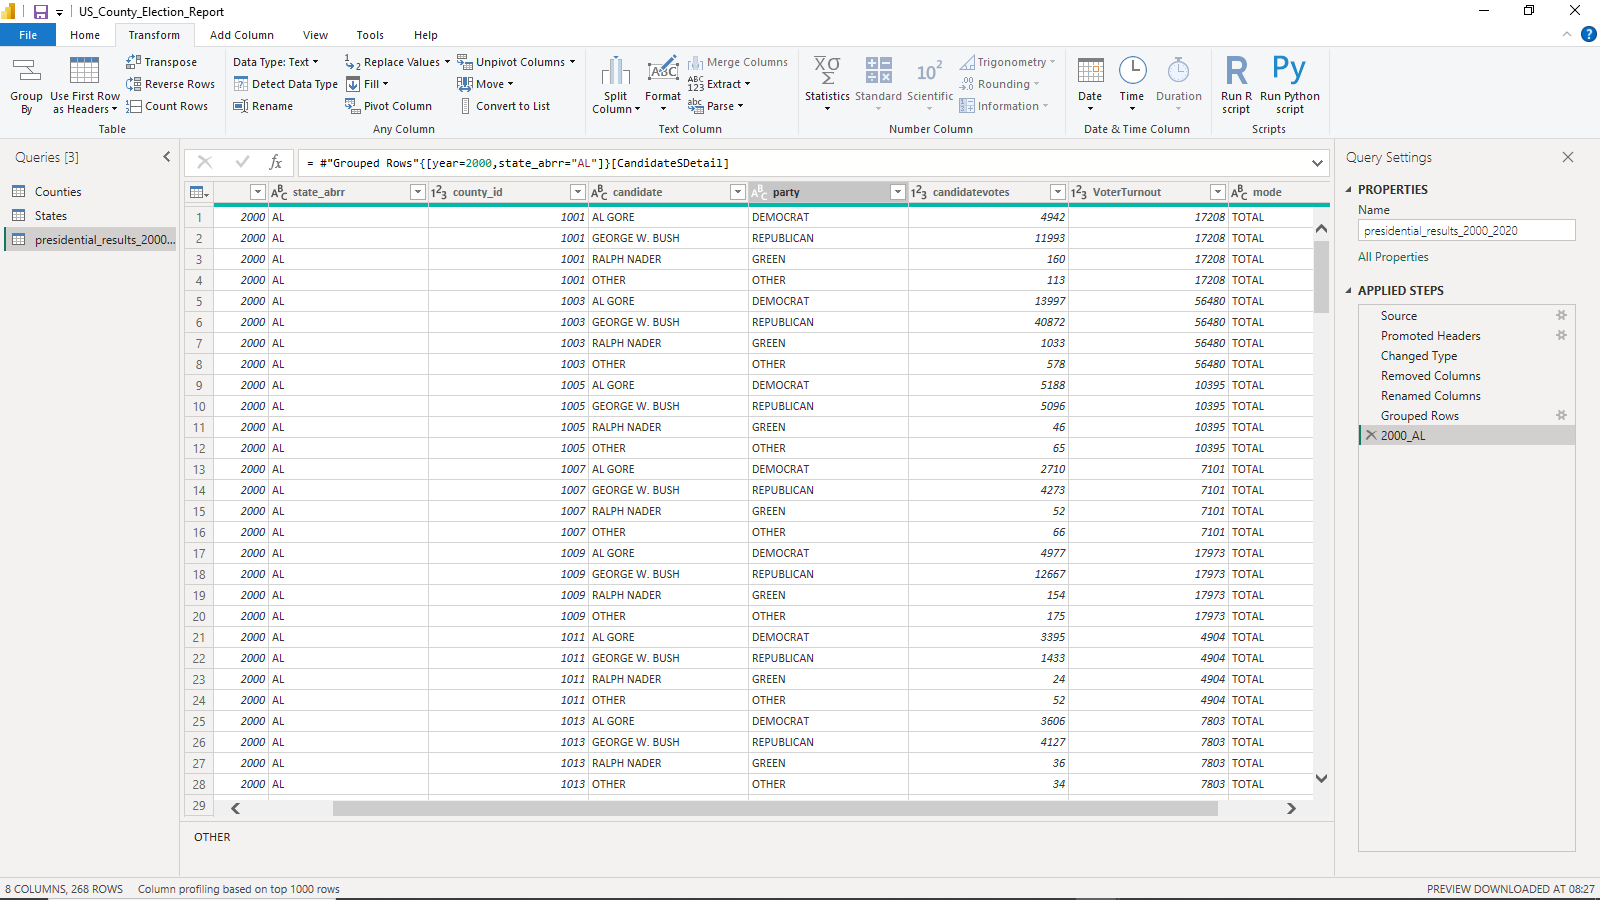 US_County_Election_Report
File Home Transform Add Column View Tools Help
Group By
Use First Row as Headers
Transpose
Reverse Rows
Count Rows
Table
Data Type: Text
Detect Data Type
Rename
Replace Values
Fill
Pivot Column
Unpivot Columns
Move
Convert to List
Any Column
Split Column
Format
Merge Columns
Extract
Parse
Text Column
Statistics
Standard
Scientific
Trigonometry
Rounding
Information
Number Column
Date
Time
Duration
Date & Time Column
Run R script
Run Python script
Scripts
Queries [3]
Counties
States
presidential_results_2000...
= #"Grouped Rows"{[year=2000,state_abrr="AL"]}[CandidateSDetail]
state_abrr county_id candidate party candidatevotes VoterTurnout mode
1 2000 AL 1001 AL GORE DEMOCRAT 4942 17208 TOTAL
2 2000 AL 1001 GEORGE W. BUSH REPUBLICAN 11993 17208 TOTAL
3 2000 AL 1001 RALPH NADER GREEN 160 17208 TOTAL
4 2000 AL 1001 OTHER OTHER 113 17208 TOTAL
5 2000 AL 1003 AL GORE DEMOCRAT 13997 56480 TOTAL
6 2000 AL 1003 GEORGE W. BUSH REPUBLICAN 40872 56480 TOTAL
7 2000 AL 1003 RALPH NADER GREEN 1033 56480 TOTAL
8 2000 AL 1003 OTHER OTHER 578 56480 TOTAL
9 2000 AL 1005 AL GORE DEMOCRAT 5188 10395 TOTAL
10 2000 AL 1005 GEORGE W. BUSH REPUBLICAN 5096 10395 TOTAL
11 2000 AL 1005 RALPH NADER GREEN 46 10395 TOTAL
12 2000 AL 1005 OTHER OTHER 65 10395 TOTAL
13 2000 AL 1007 AL GORE DEMOCRAT 2710 7101 TOTAL
14 2000 AL 1007 GEORGE W. BUSH REPUBLICAN 4273 7101 TOTAL
15 2000 AL 1007 RALPH NADER GREEN 52 7101 TOTAL
16 2000 AL 1007 OTHER OTHER 66 7101 TOTAL
17 2000 AL 1009 AL GORE DEMOCRAT 4977 17973 TOTAL
18 2000 AL 1009 GEORGE W. BUSH REPUBLICAN 12667 17973 TOTAL
19 2000 AL 1009 RALPH NADER GREEN 154 17973 TOTAL
20 2000 AL 1009 OTHER OTHER 175 17973 TOTAL
21 2000 AL 1011 AL GORE DEMOCRAT 3395 4904 TOTAL
22 2000 AL 1011 GEORGE W. BUSH REPUBLICAN 1433 4904 TOTAL
23 2000 AL 1011 RALPH NADER GREEN 24 4904 TOTAL
24 2000 AL 1011 OTHER OTHER 52 4904 TOTAL
25 2000 AL 1013 AL GORE DEMOCRAT 3606 7803 TOTAL
26 2000 AL 1013 GEORGE W. BUSH REPUBLICAN 4127 7803 TOTAL
27 2000 AL 1013 RALPH NADER GREEN 36 7803 TOTAL
28 2000 AL 1013 OTHER OTHER 34 7803 TOTAL
29
OTHER
Query Settings
PROPERTIES
Name
presidential_results_2000_2020
All Properties
APPLIED STEPS
Source
Promoted Headers
Changed Type
Removed Columns
Renamed Columns
Grouped Rows
2000_AL
8 COLUMNS, 268 ROWS Column profiling based on top 1000 rows
PREVIEW DOWNLOADED AT 08:27